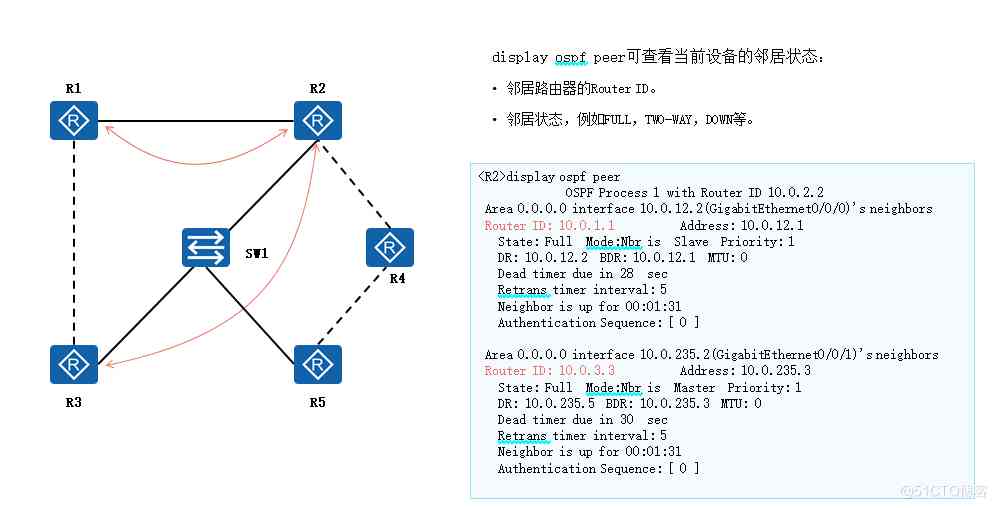 R1
R2
SW1
R4
R3
R5
R
R
R
R
R
display ospf peer可查看当前设备的邻居状态：
• 邻居路由器的Router ID。
• 邻居状态，例如FULL，TWO-WAY，DOWN等。
<R2>display ospf peer
OSPF Process 1 with Router ID 10.0.2.2
Area 0.0.0.0 interface 10.0.12.2(GigabitEthernet0/0/0)'s neighbors
Router ID: 10.0.1.1 Address: 10.0.12.1
State: Full Mode:Nbr is Slave Priority: 1
DR: 10.0.12.2 BDR: 10.0.12.1 MTU: 0
Dead timer due in 28 sec
Retrans timer interval: 5
Neighbor is up for 00:01:31
Authentication Sequence: [ 0 ]
Area 0.0.0.0 interface 10.0.235.2(GigabitEthernet0/0/1)'s neighbors
Router ID: 10.0.3.3 Address: 10.0.235.3
State: Full Mode:Nbr is Master Priority: 1
DR: 10.0.235.5 BDR: 10.0.235.3 MTU: 0
Dead timer due in 30 sec
Retrans timer interval: 5
Neighbor is up for 00:01:31
Authentication Sequence: [ 0 ]
@51CTO博客